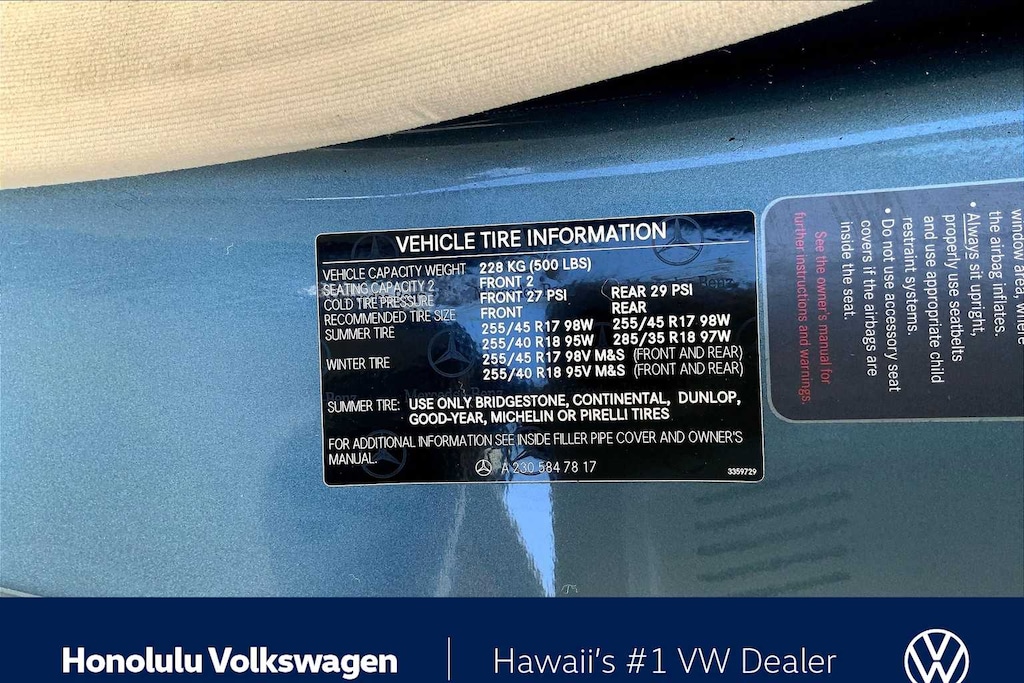 VEHICLE TIRE INFORMATION
VEHICLE CAPACITY WEIGHT 228 KG (500 LBS)
SEATING CAPACITY 2 FRONT 2
COLD TIRE PRESSURE FRONT 27 PSI REAR 29 PSI
RECOMMENDED TIRE SIZE FRONT REAR
SUMMER TIRE 255/45 R17 98W 255/45 R17 98W
255/40 R18 95W 285/35 R18 97W
WINTER TIRE 255/45 R17 98V M&S (FRONT AND REAR)
255/40 R18 95V M&S (FRONT AND REAR)
SUMMER TIRE: USE ONLY BRIDGESTONE, CONTINENTAL, DUNLOP,
GOOD-YEAR, MICHELIN OR PIRELLI TIRES
FOR ADDITIONAL INFORMATION SEE INSIDE FILLER PIPE COVER AND OWNER'S
MANUAL.
A 230 584 78 17
3359729
the airbag inflates.
• Always sit upright,
properly use seatbelts
and use appropriate child
restraint systems.
• Do not use accessory seat
covers if the airbags are
inside the seat.
See the owner's manual for
further instructions and warnings.
Honolulu Volkswagen
Hawaii's #1 VW Dealer